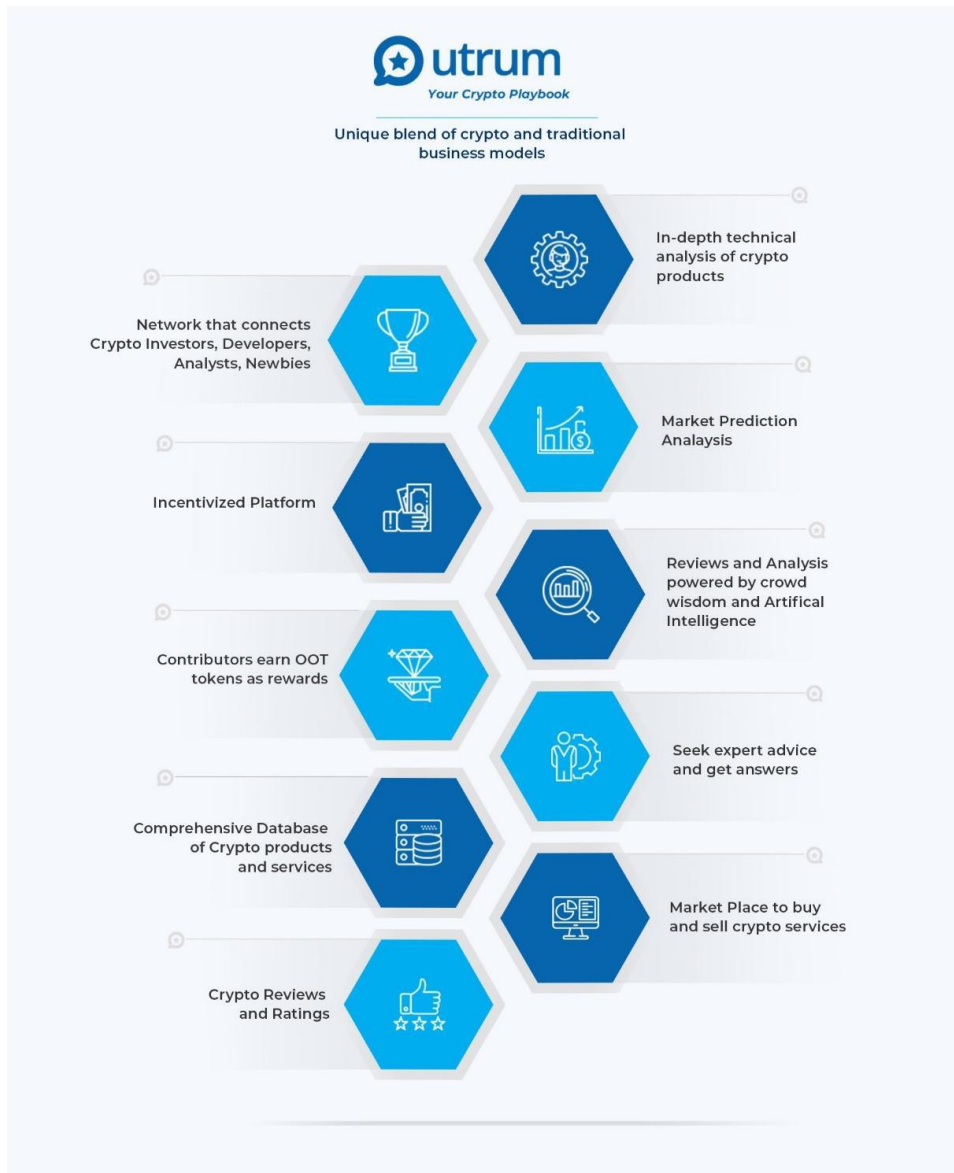 utrum
Your Crypto Playbook
Unique blend of crypto and traditional
business models
In-depth technical
analysis of crypto
products
Network that connects
Crypto Investors, Developers,
Analysts, Newbies
Market Prediction
Analaysis
Incentivized Platform
Reviews and Analysis
powered by crowd
wisdom and Artifical
Intelligence
Contributors earn OOT
tokens as rewards
Seek expert advice
and get answers
Comprehensive Database
of Crypto products
and services
Market Place to buy
and sell crypto services
Crypto Reviews
and Ratings